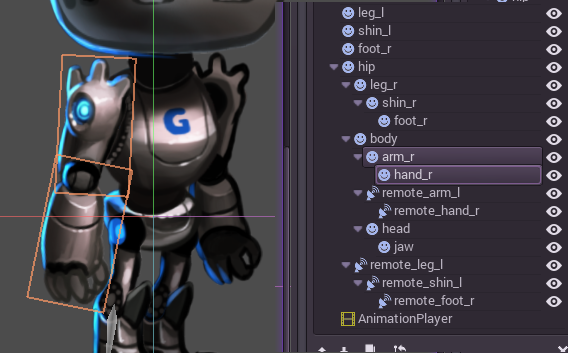 G
leg_l
shin_l
foot_r
hip
leg_r
shin_r
foot_r
body
arm_r
hand_r
remote_arm_l
remote_hand_r
head
jaw
remote_leg_l
remote_shin_l
remote_foot_r
AnimationPlayer